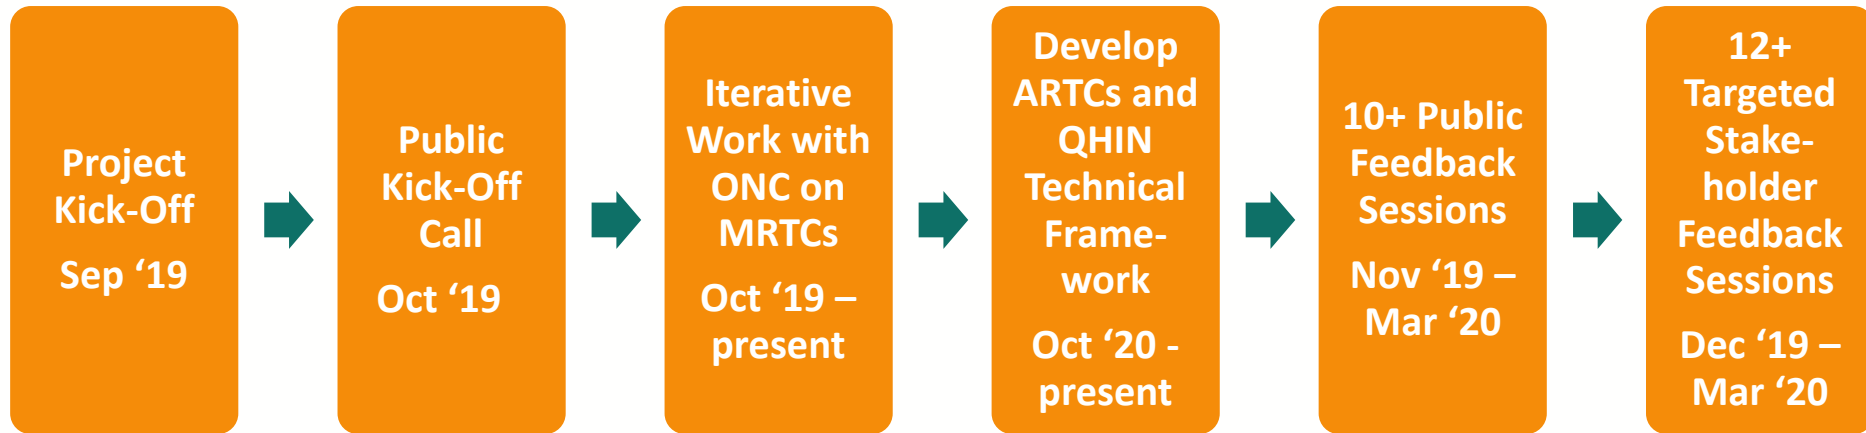 Project
Kick-Off
Sep ‘19
Public
Kick-Off
Call
Oct ‘19
Iterative
Work with
ONC on
MRTCs
Oct ‘19 –
present
Develop
ARTCs and
QHIN
Technical
Frame-
work
Oct ‘20 -
present
10+ Public
Feedback
Sessions
Nov ‘19 –
Mar ‘20
12+
Targeted
Stake-
holder
Feedback
Sessions
Dec ‘19 –
Mar ‘20